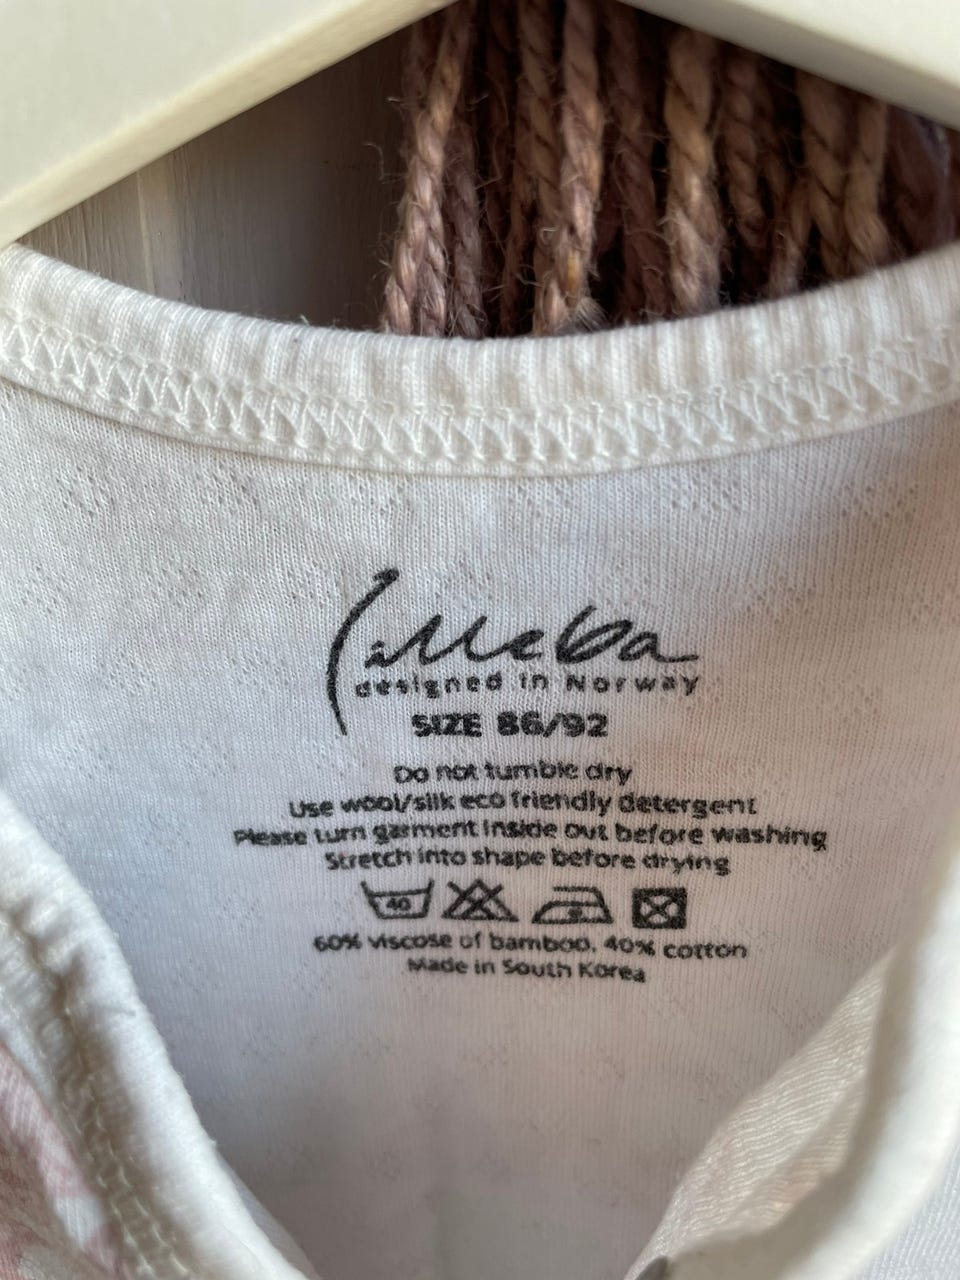 Lilleba
designed in Norway
SIZE 86/92
Do not tumble dry
Use wool/silk eco friendly detergent
Please turn garment inside out before washing
Stretch into shape before drying
40
60% viscose of bamboo, 40% cotton
Made in South Korea